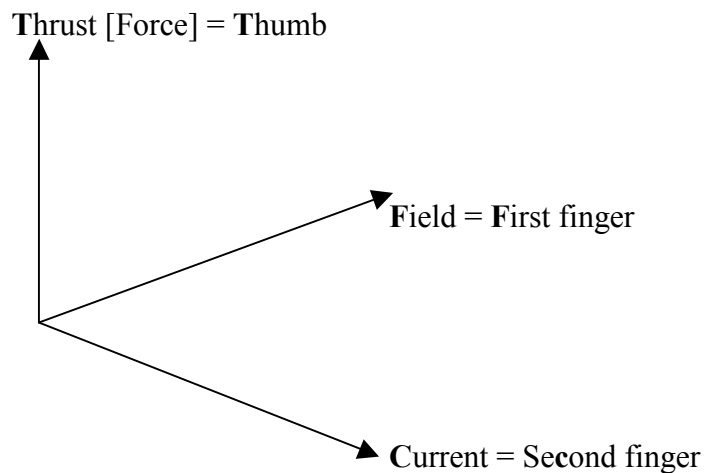 Thrust [Force] = Thumb
Field = First finger
Current = Second finger